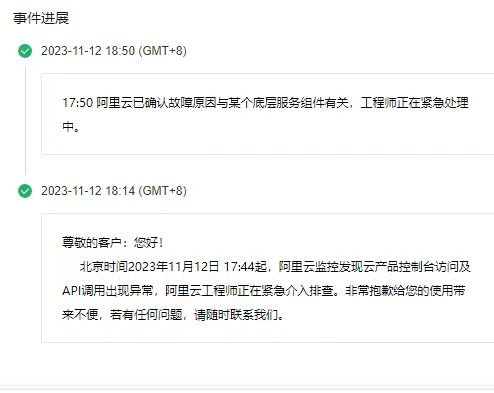 事件进展
2023-11-12 18:50 (GMT+8)
17:50 阿里云已确认故障原因与某个底层服务组件有关，工程师正在紧急处理
中。
2023-11-12 18:14 (GMT+8)
尊敬的客户：您好！
北京时间2023年11月12日 17:44起，阿里云监控发现云产品控制台访问及
API调用出现异常，阿里云工程师正在紧急介入排查。非常抱歉给您的使用带
来不便，若有任何问题，请随时联系我们。